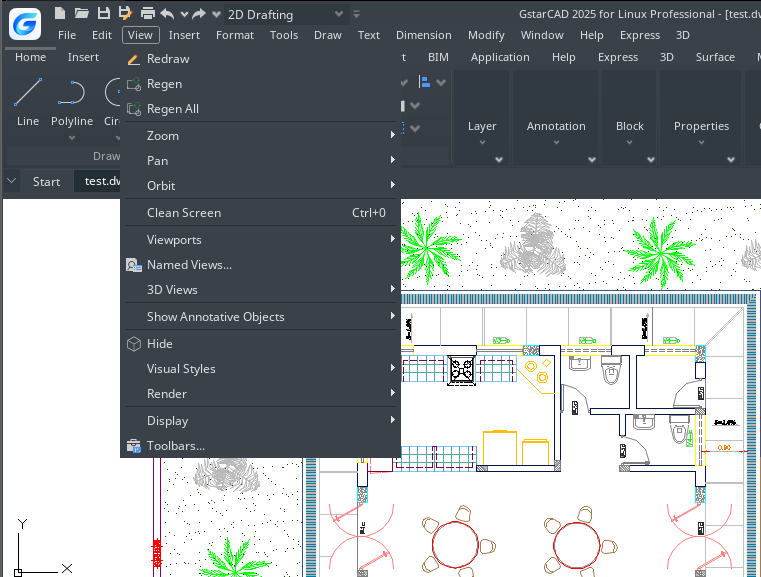 2D Drafting GstarCAD 2025 for Linux Professional - [test.dw
File Edit View Insert Format Tools Draw Text Dimension Modify Window Help Express 3D
Home Insert BIM Application Help Express 3D Surface
Redraw
Regen
Regen All
Zoom
Pan
Orbit
Clean Screen Ctrl+0
Viewports
Named Views...
3D Views
Show Annotative Objects
Hide
Visual Styles
Render
Display
Toolbars...
Line Polyline Circ
Layer Annotation Block Properties
Draw
Start test.dw
0.90
Y
X